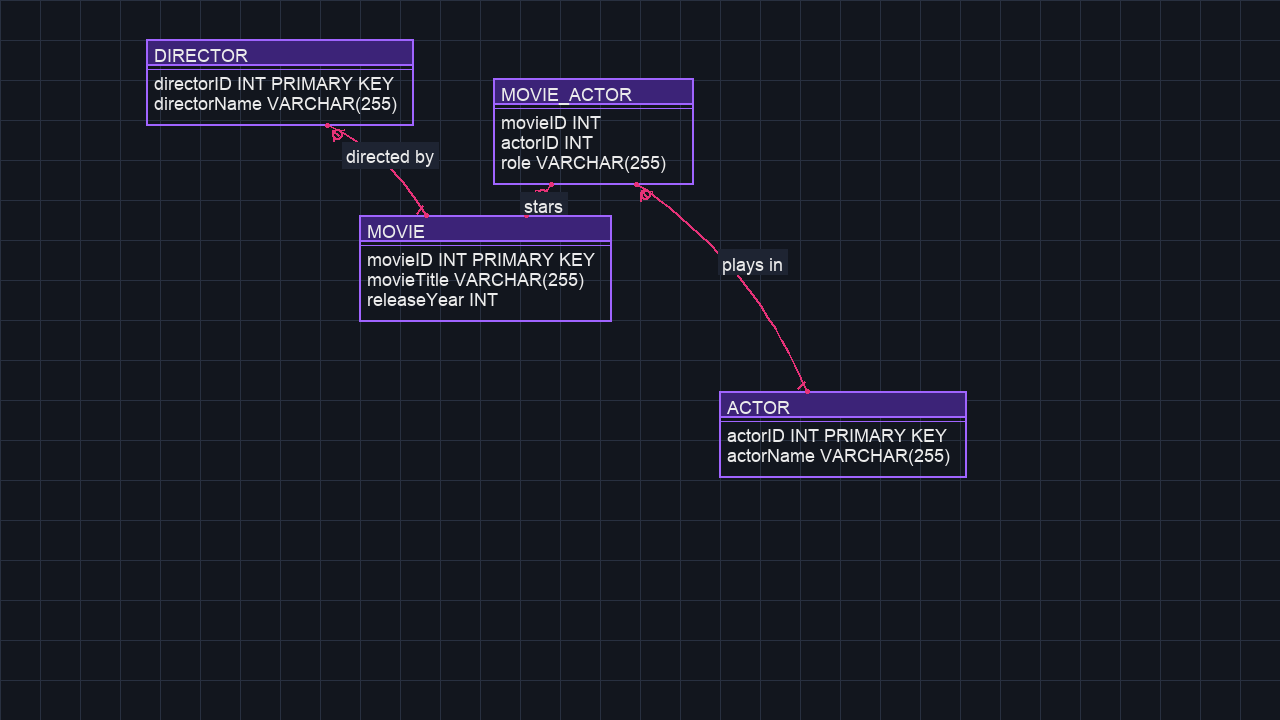 DIRECTOR
directorID INT PRIMARY KEY
directorName VARCHAR(255)
MOVIE_ACTOR
movieID INT
actorID INT
role VARCHAR(255)
directed by
stars
MOVIE
movieID INT PRIMARY KEY
movieTitle VARCHAR(255)
releaseYear INT
plays in
ACTOR
actorID INT PRIMARY KEY
actorName VARCHAR(255)